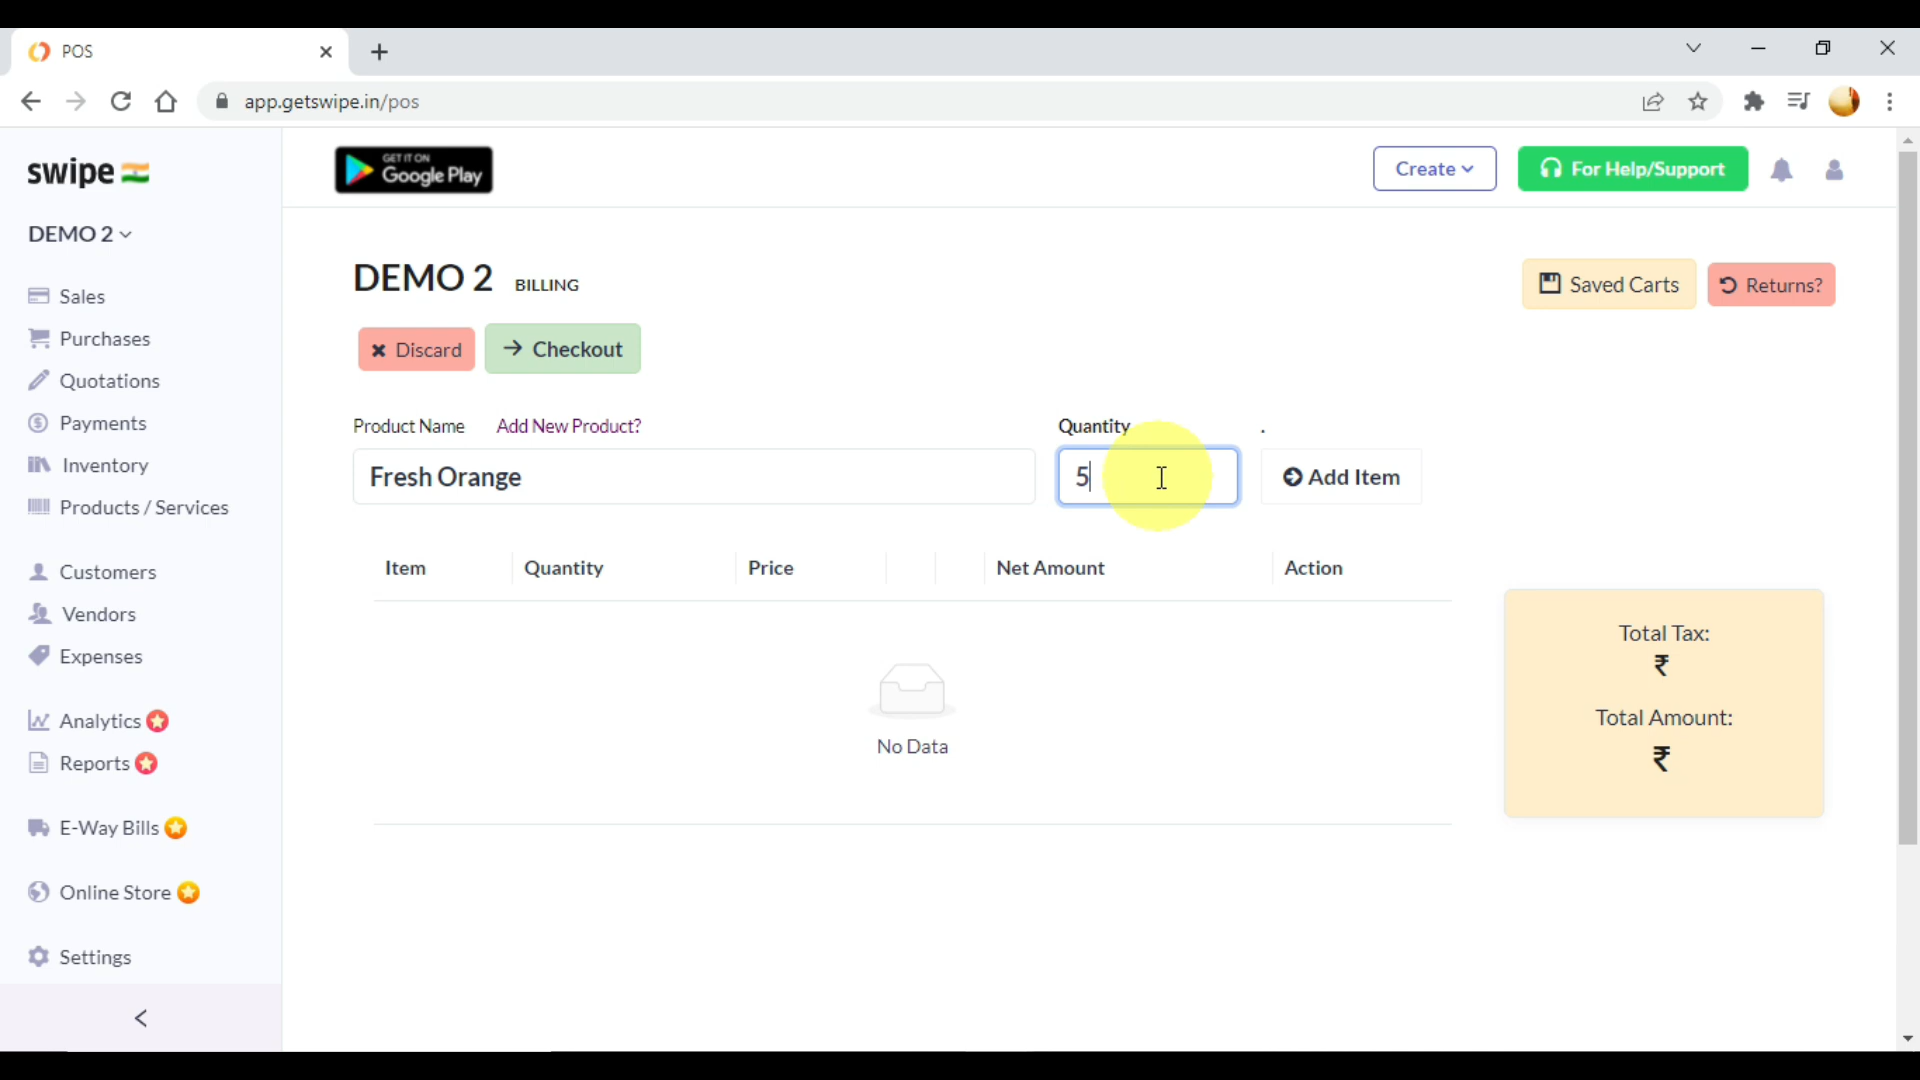 POS
app.getswipe.in/pos
swipe
GET IT ON
Google Play
Create
For Help/Support
DEMO 2
Sales
Purchases
Quotations
Payments
Inventory
Products / Services
Customers
Vendors
Expenses
Analytics
Reports
E-Way Bills
Online Store
Settings
DEMO 2 BILLING
Saved Carts
Returns?
Discard
Checkout
Product Name Add New Product?
Quantity
.
Fresh Orange
5
Add Item
Item Quantity Price Net Amount Action
No Data
Total Tax:
₹
Total Amount:
₹